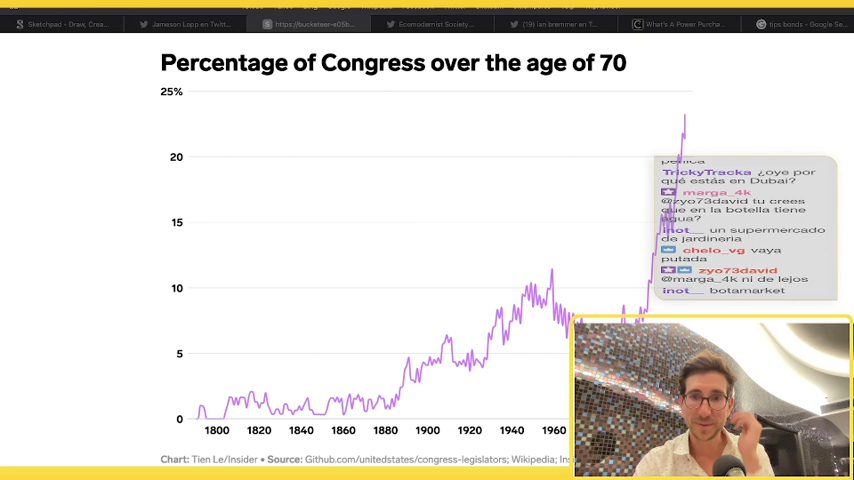 Sketchpad - Draw, Crea...
Jameson Lopp en Twitt...
https://bucketeer-e05b...
Ecomodernist Society...
(19) ian bremmer en T...
What's A Power Purcha...
tips bonds - Google Se...
Percentage of Congress over the age of 70
25%
20
15
10
5
0
1800 1820 1840 1860 1880 1900 1920 1940 1960
Chart: Tien Le/Insider • Source: Github.com/unitedstates/congress-legislators; Wikipedia; Ins
TrickyTracka ¿oye por
qué estás en Dubai?
marga_4k
@zyo73david tu crees
que en la botella tiene
agua?
inot__ un supermercado
de jardineria
chelo_vg vaya
putada
zyo73david
@marga_4k ni de lejos
inot__ botamarket